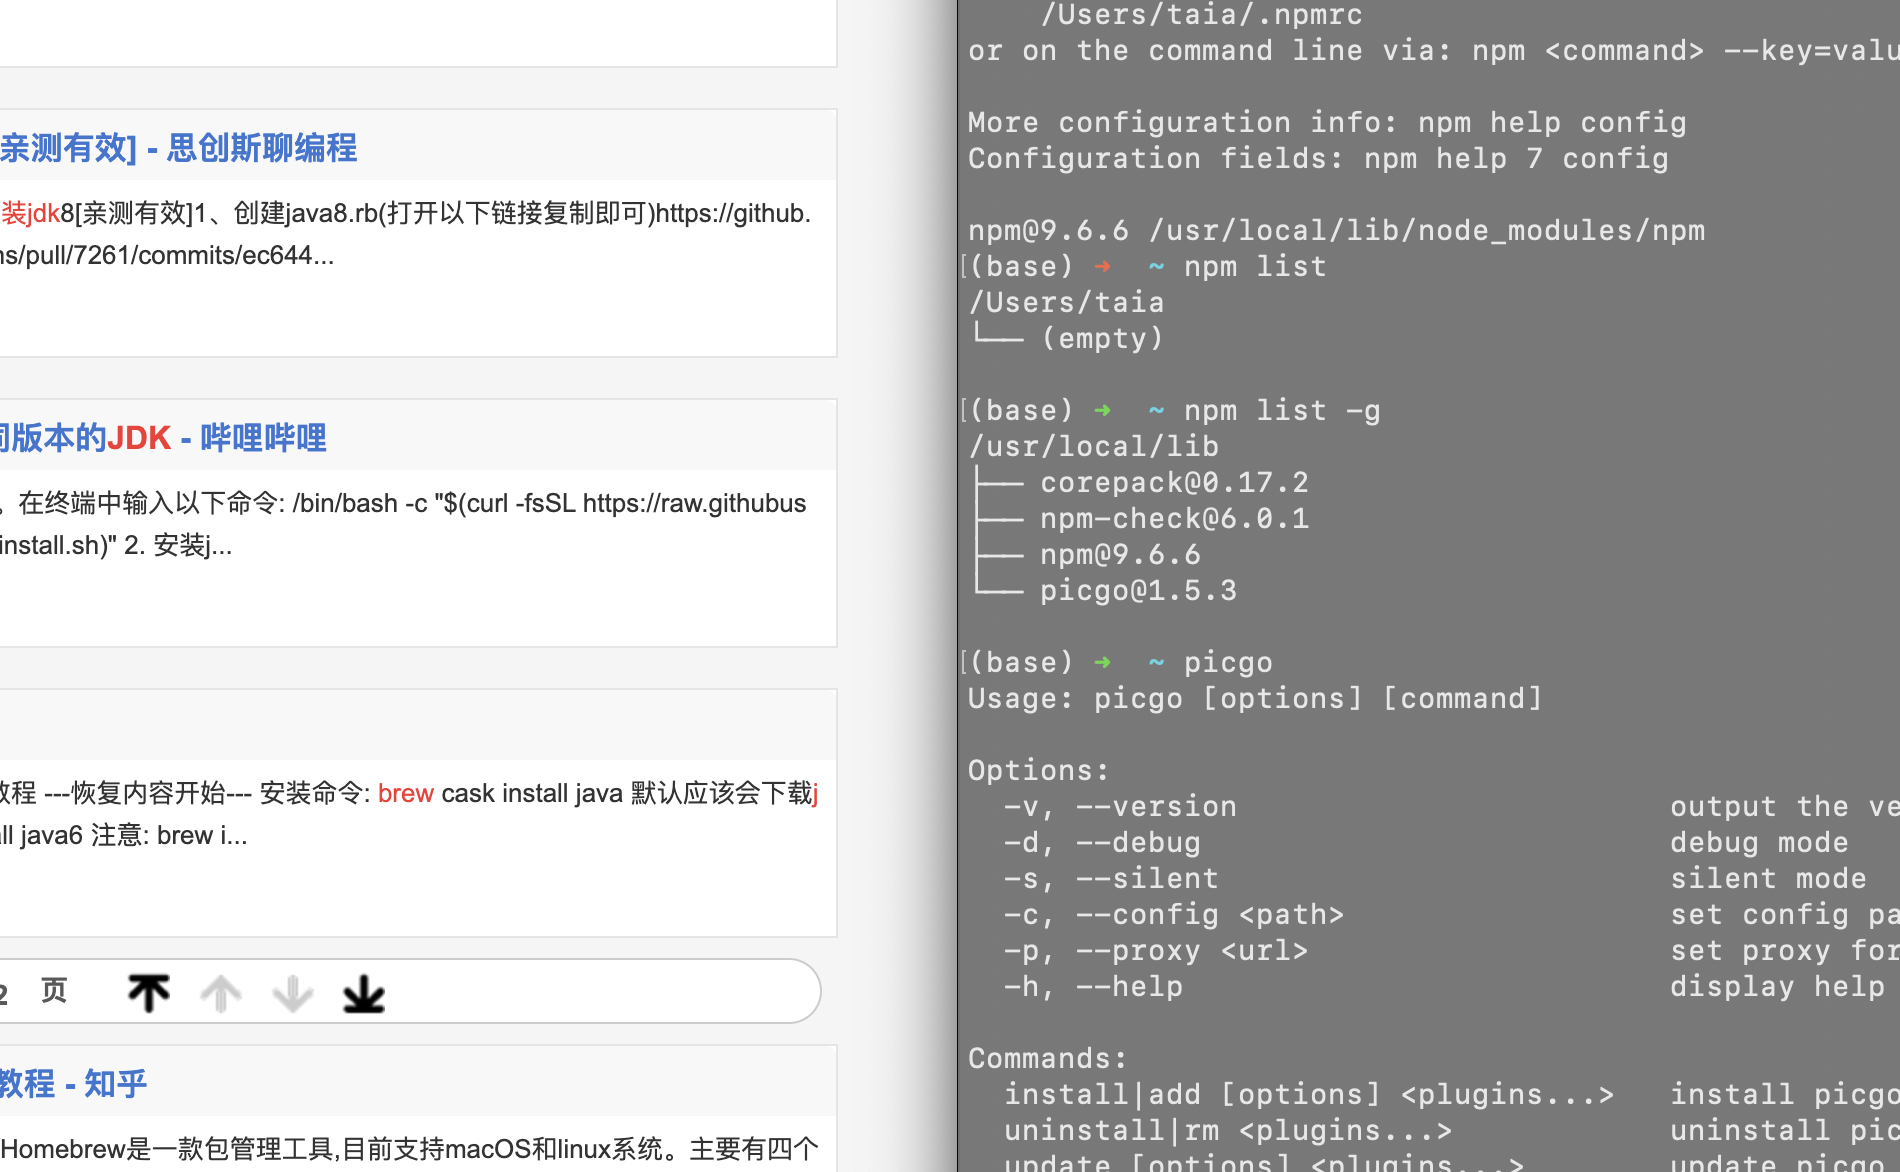 亲测有效] - 思创斯聊编程
装jdk8[亲测有效]1、创建java8.rb(打开以下链接复制即可)https://github.
s/pull/7261/commits/ec644...
版本的JDK - 哔哩哔哩
。在终端中输入以下命令: /bin/bash -c "$(curl -fsSL https://raw.githubus
install.sh)" 2. 安装j...
教程 ---恢复内容开始--- 安装命令: brew cask install java 默认应该会下载j
ll java6 注意: brew i...
2 页
教程 - 知乎
Homebrew是一款包管理工具,目前支持macOS和linux系统。主要有四个
/Users/taia/.npmrc
or on the command line via: npm <command> --key=valu
More configuration info: npm help config
Configuration fields: npm help 7 config
npm@9.6.6 /usr/local/lib/node_modules/npm
[(base) ➜ ~ npm list
/Users/taia
└── (empty)
[(base) ➜ ~ npm list -g
/usr/local/lib
├── corepack@0.17.2
├── npm-check@6.0.1
├── npm@9.6.6
└── picgo@1.5.3
[(base) ➜ ~ picgo
Usage: picgo [options] [command]
Options:
-v, --version output the ve
-d, --debug debug mode
-s, --silent silent mode
-c, --config <path> set config pa
-p, --proxy <url> set proxy for
-h, --help display help
Commands:
install|add [options] <plugins...> install picgo
uninstall|rm <plugins...> uninstall pic
update [options] <plugins...> update picgo